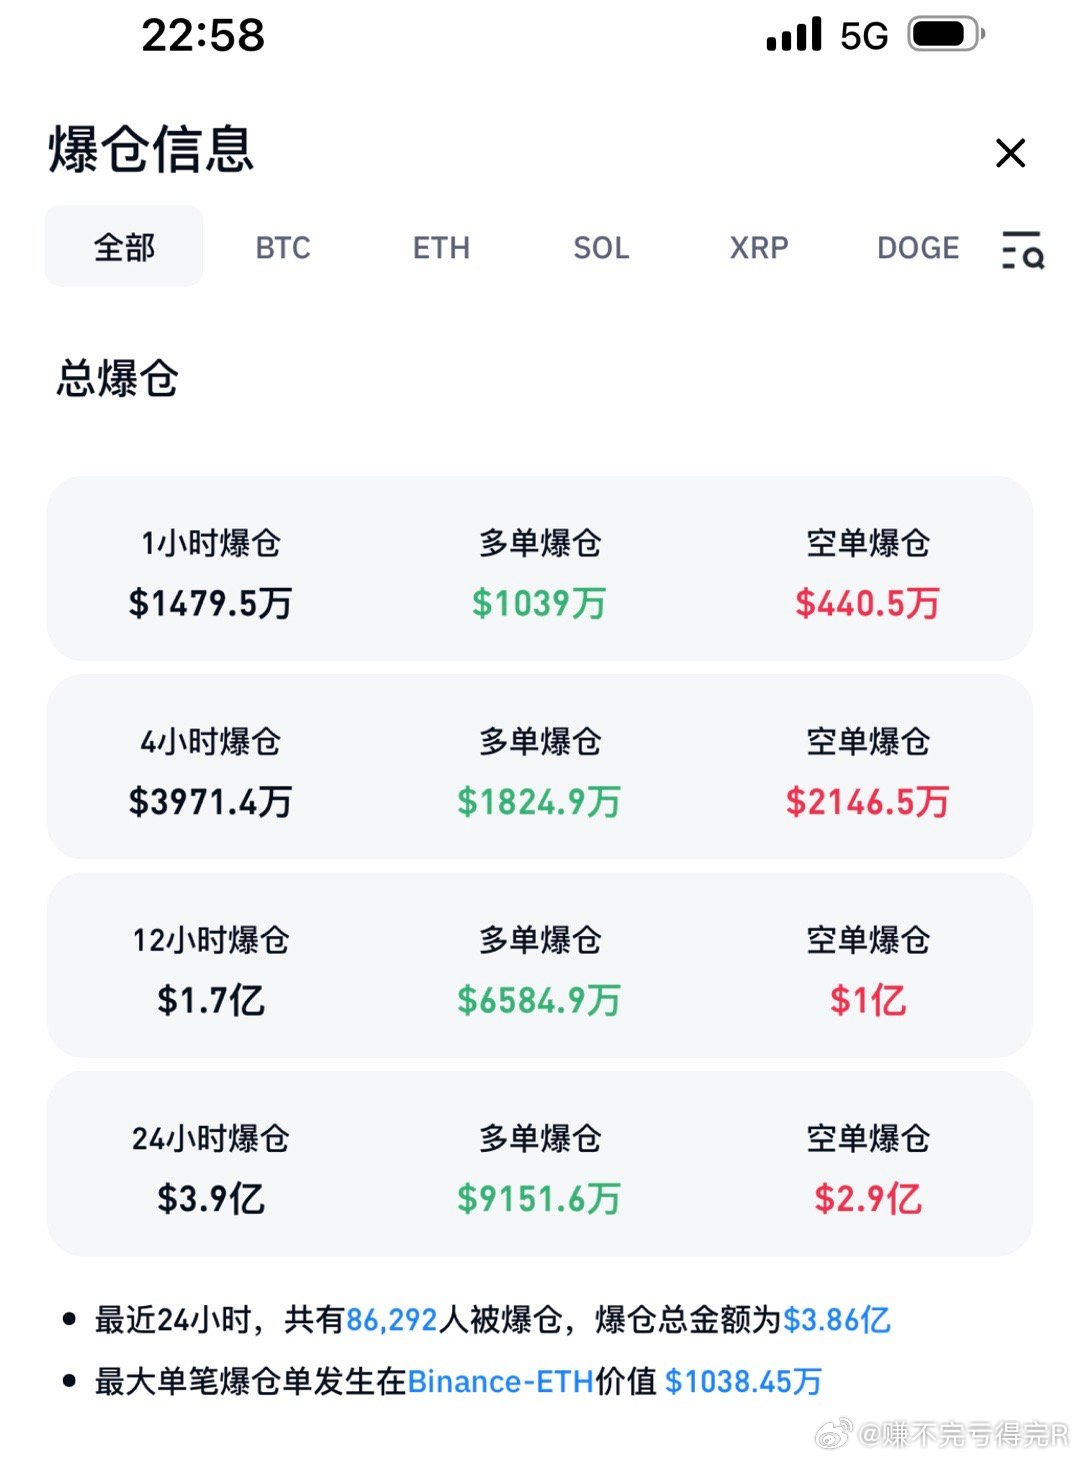 22:58 5G
爆仓信息
全部 BTC ETH SOL XRP DOGE
总爆仓
1小时爆仓 多单爆仓 空单爆仓
$1479.5万 $1039万 $440.5万
4小时爆仓 多单爆仓 空单爆仓
$3971.4万 $1824.9万 $2146.5万
12小时爆仓 多单爆仓 空单爆仓
$1.7亿 $6584.9万 $1亿
24小时爆仓 多单爆仓 空单爆仓
$3.9亿 $9151.6万 $2.9亿
最近24小时，共有86,292人被爆仓，爆仓总金额为$3.86亿
最大单笔爆仓单发生在Binance-ETH价值 $1038.45万
@赚不完亏得完R